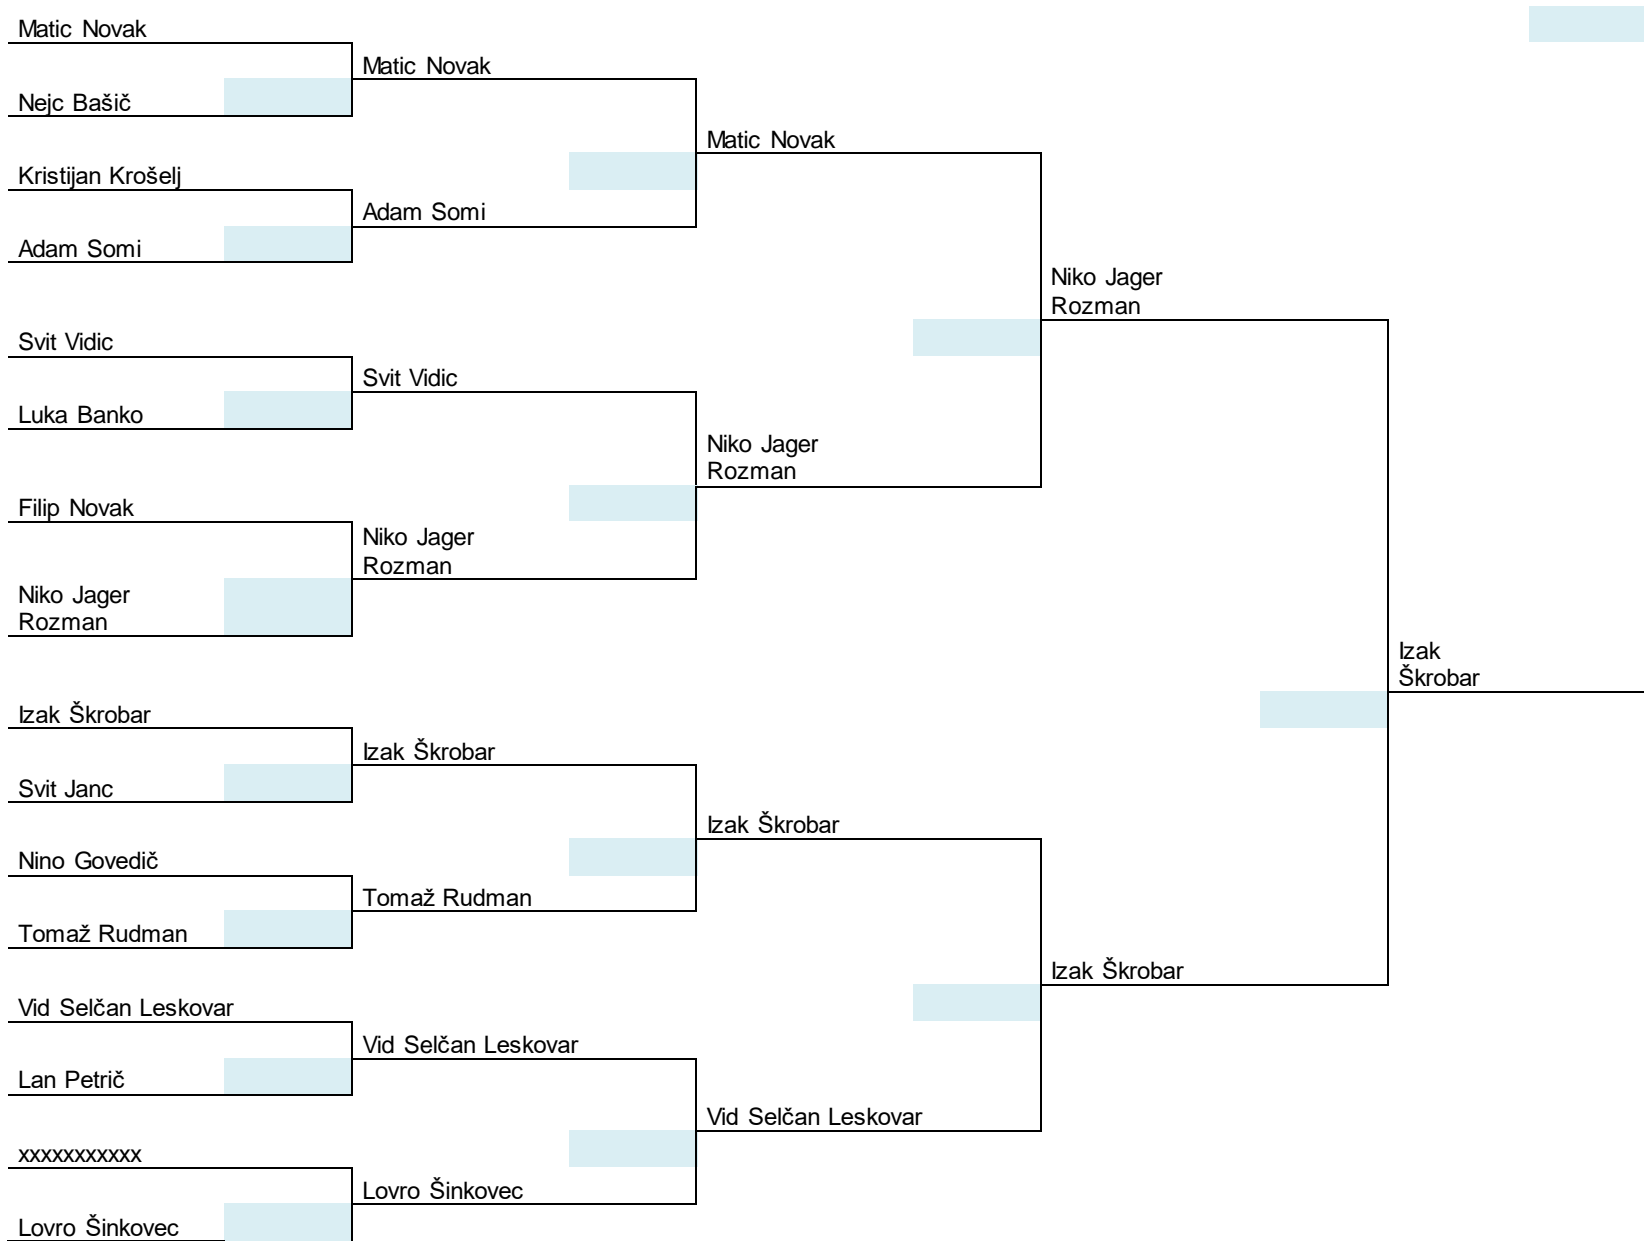 Matic Novak
Matic Novak
Nejc Bašič
Matic Novak
Kristijan Krošelj
Adam Somi
Adam Somi
Niko Jager
Rozman
Svit Vidic
Svit Vidic
Luka Banko
Niko Jager
Rozman
Filip Novak
Niko Jager
Rozman
Niko Jager
Rozman
Izak
Škrobar
Izak Škrobar
Izak Škrobar
Svit Janc
Izak Škrobar
Nino Govedič
Tomaž Rudman
Tomaž Rudman
Izak Škrobar
Vid Selčan Leskovar
Vid Selčan Leskovar
Lan Petrič
Vid Selčan Leskovar
xxxxxxxxxxx
Lovro Šinkovec
Lovro Šinkovec